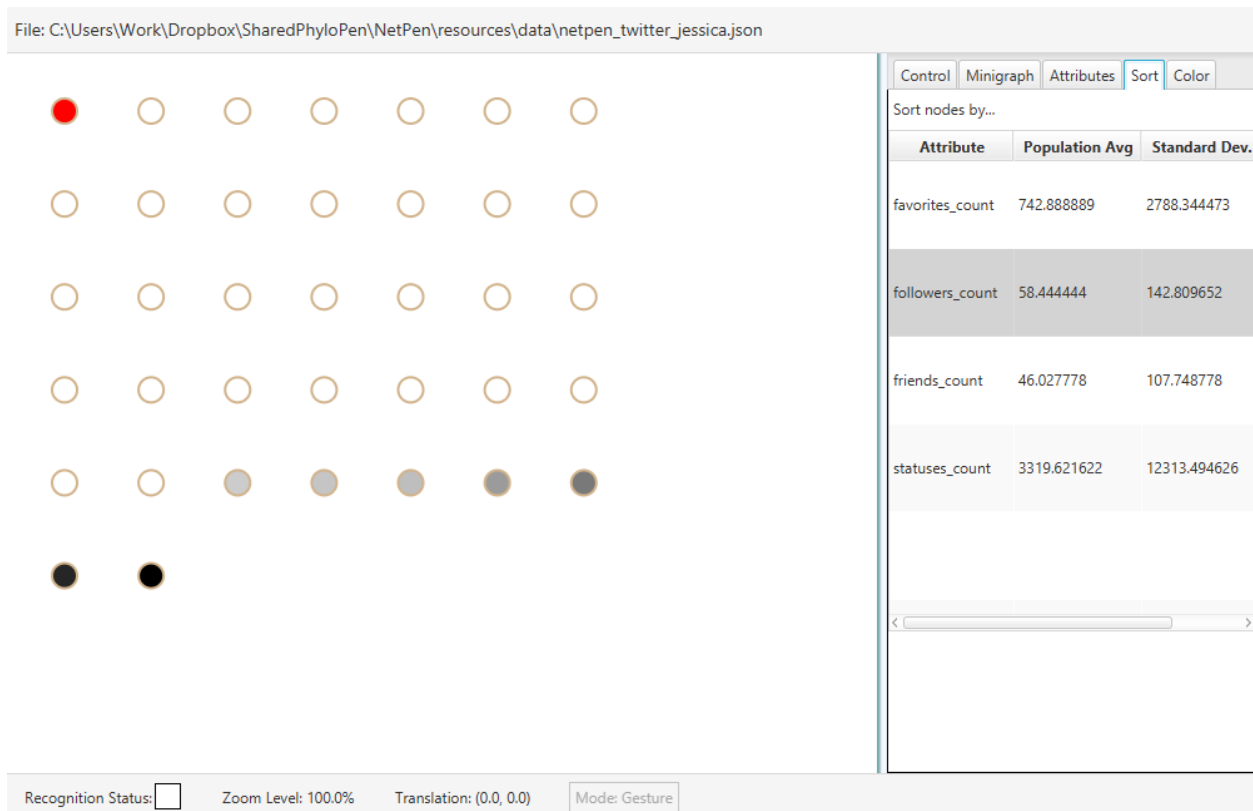 File: C:\Users\Work\Dropbox\SharedPhyloPen\NetPen\resources\data\netpen_twitter_jessica.json
Control Minigraph Attributes Sort Color
Sort nodes by...
Attribute Population Avg Standard Dev.
favorites_count 742.888889 2788.344473
followers_count 58.444444 142.809652
friends_count 46.027778 107.748778
statuses_count 3319.621622 12313.494626
Recognition Status: Zoom Level: 100.0% Translation: (0.0, 0.0) Mode: Gesture